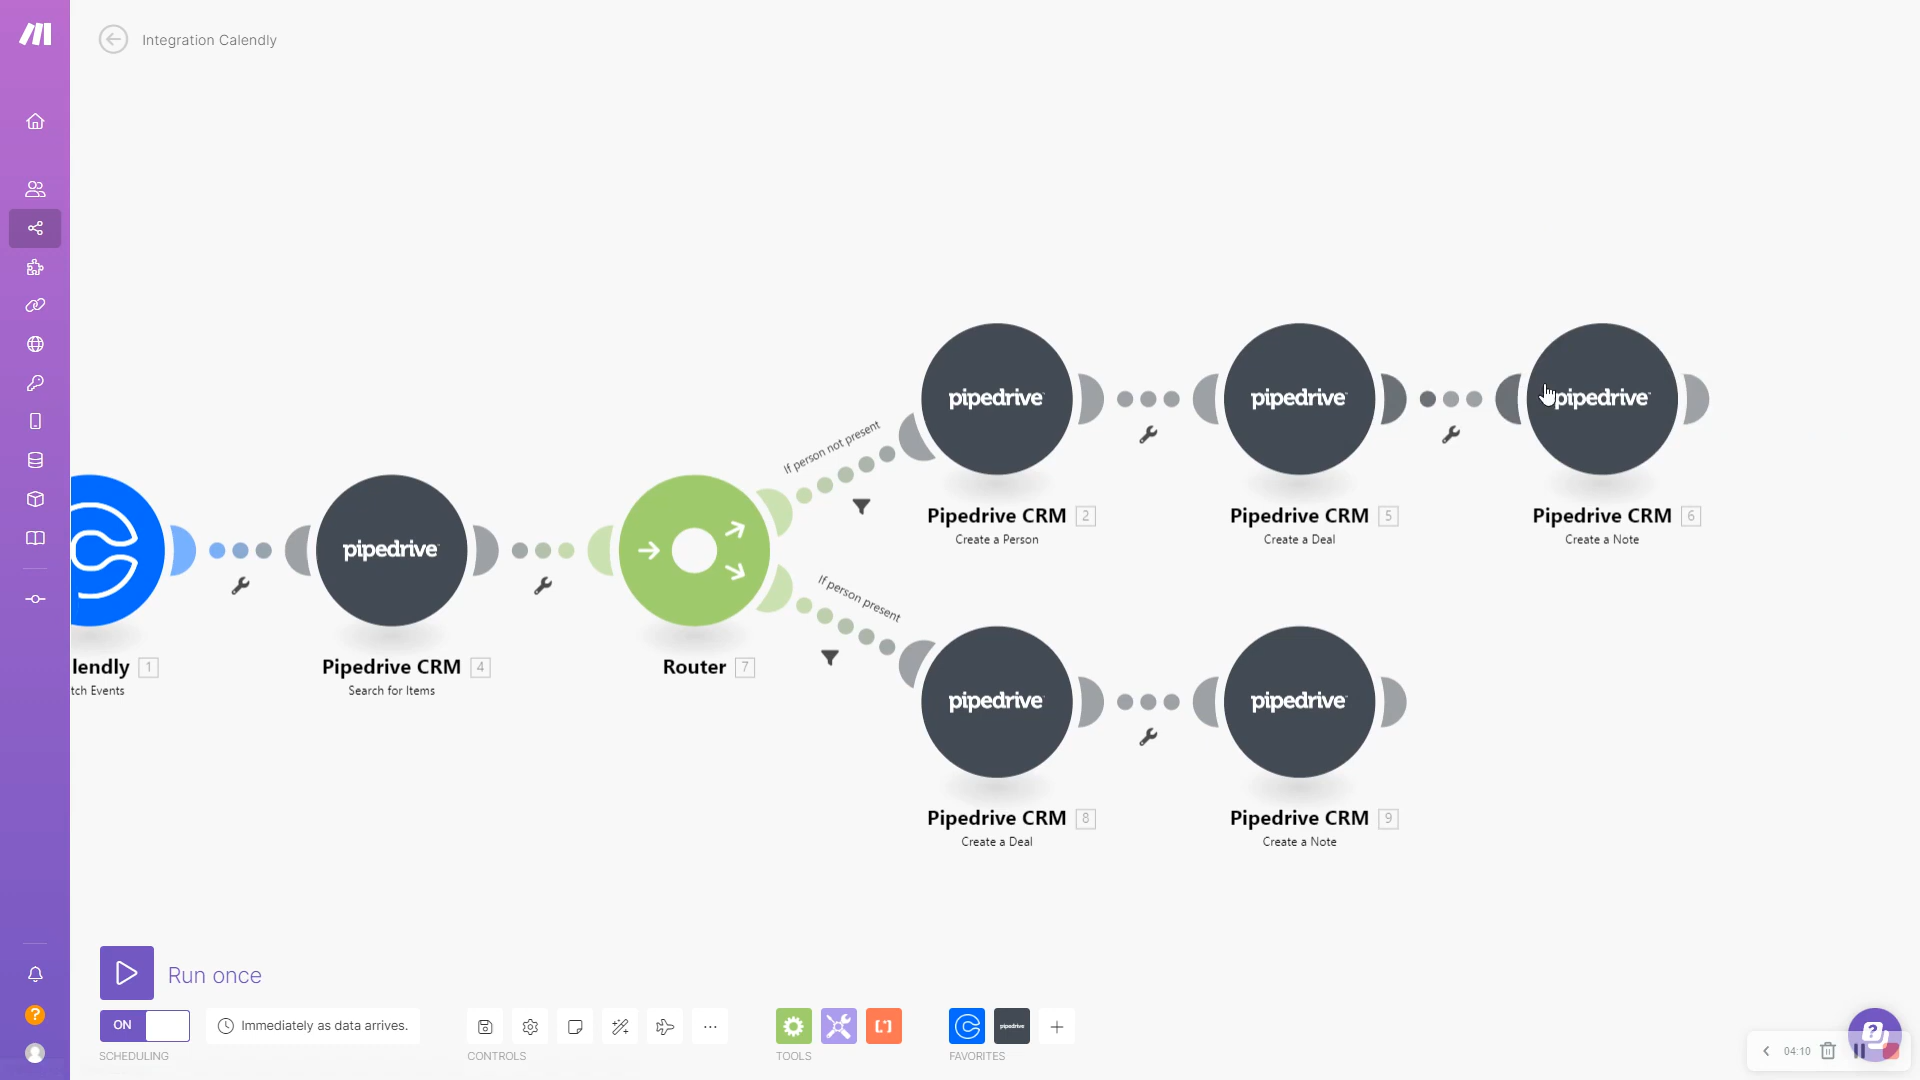 Integration Calendly
If person not present
pipedrive
pipedrive
pipedrive
Pipedrive CRM 2
Create a Person
Pipedrive CRM 5
Create a Deal
Pipedrive CRM 6
Create a Note
pipedrive
lendly 1
tch Events
Pipedrive CRM 4
Search for Items
Router 7
If person present
pipedrive
pipedrive
Pipedrive CRM 8
Create a Deal
Pipedrive CRM 9
Create a Note
Run once
ON
Immediately as data arrives.
pipedrive
SCHEDULING
CONTROLS
TOOLS
FAVORITES
04:10